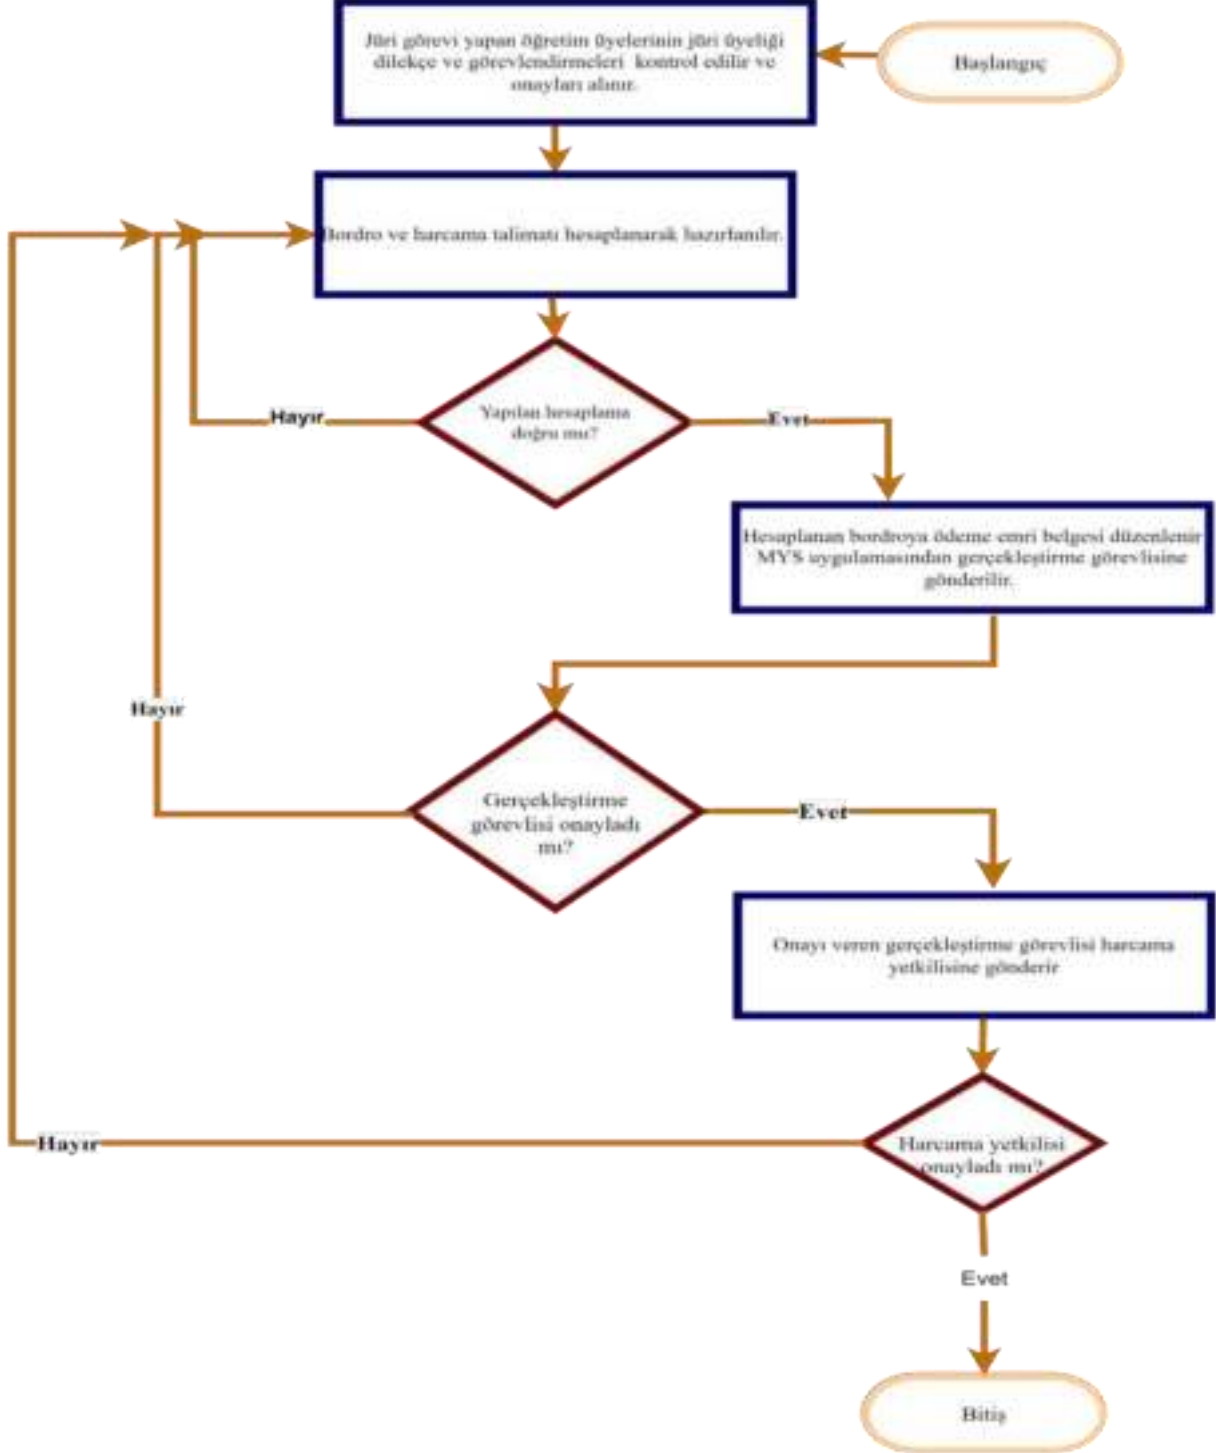 Jüri görevi yapan öğretim üyelerinin jüri üyeliği
dilekçe ve görevlendirmeleri kontrol edilir ve
onayları alınır.
Başlangıç
Bordro ve harcama talimatı hesaplanarak hazırlanılır.
Yapılan hesaplama
doğru mu?
Hayır
Evet
Hesaplanan bordroya ödeme emri belgesi düzenlenir
MYS uygulamasından gerçekleştirme görevlisine
gönderilir.
Hayır
Gerçekleştirme
görevlisi onayladı
mı?
Evet
Onayı veren gerçekleştirme görevlisi harcama
yetkilisine gönderir
Hayır
Harcama yetkilisi
onayladı mı?
Evet
Bitiş